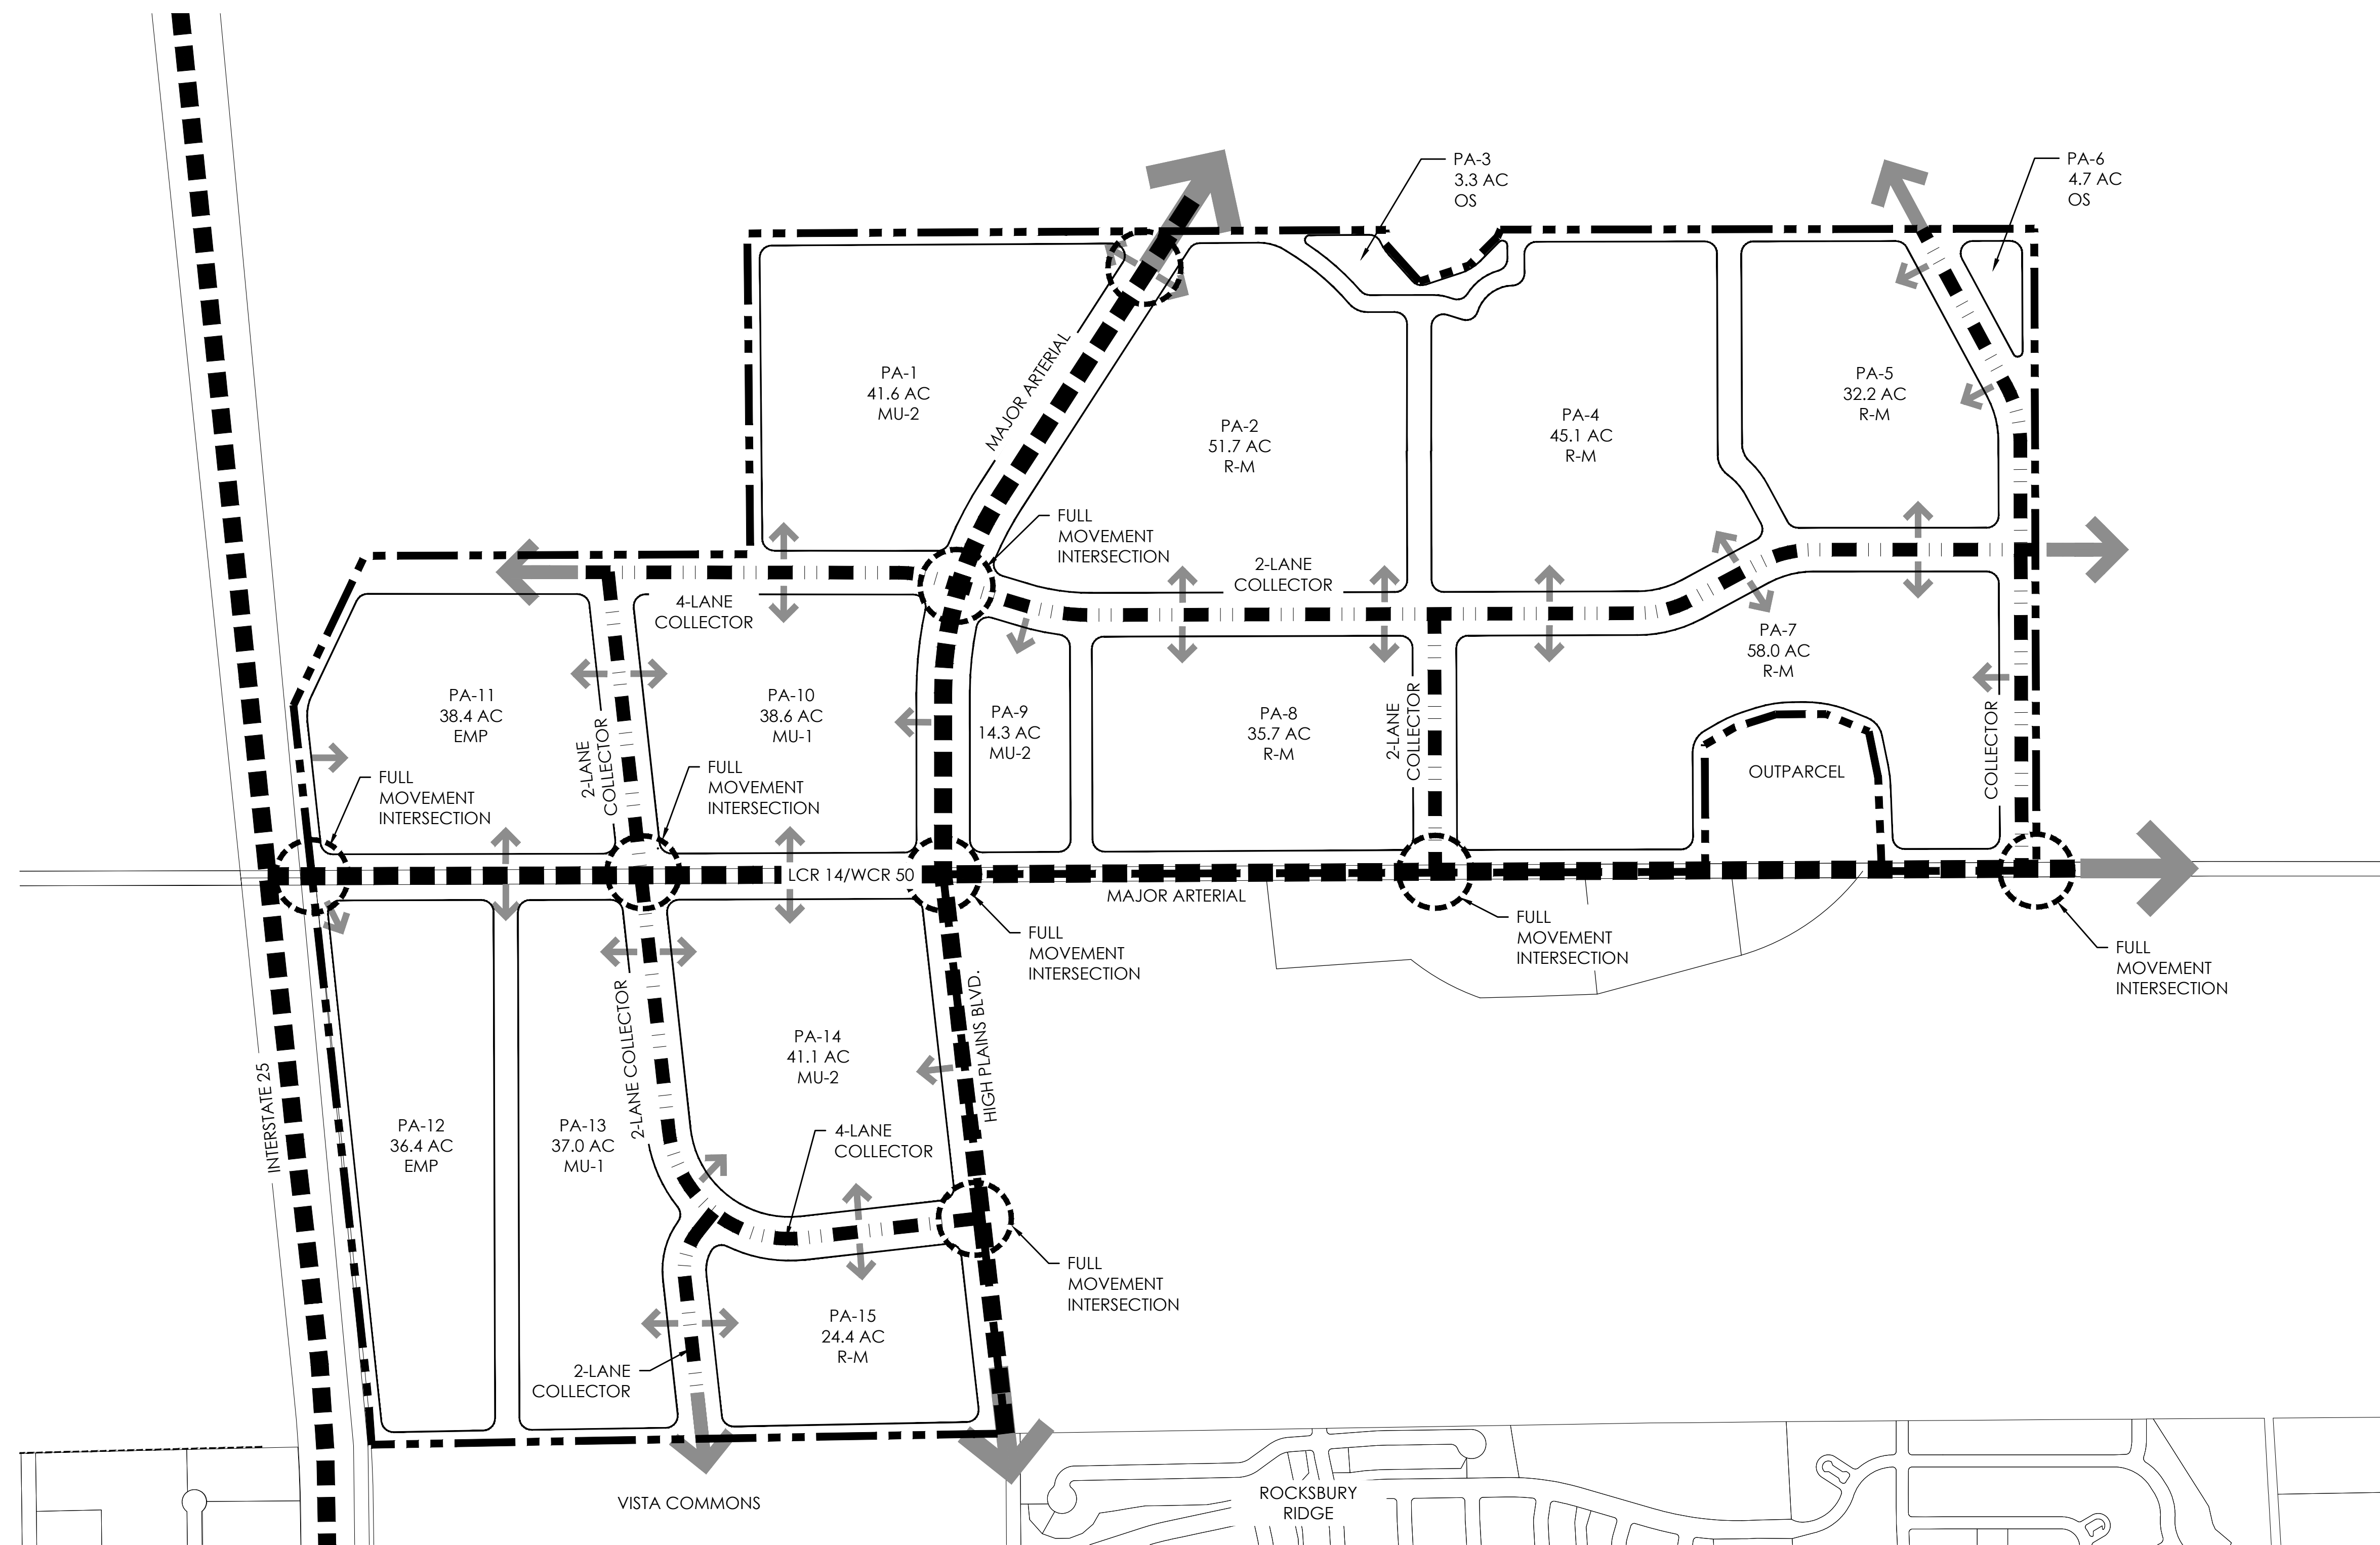 PA-3
3.3 AC
OS
PA-6
4.7 AC
OS
PA-1
41.6 AC
MU-2
MAJOR ARTERIAL
PA-2
51.7 AC
R-M
PA-4
45.1 AC
R-M
PA-5
32.2 AC
R-M
FULL
MOVEMENT
INTERSECTION
2-LANE
COLLECTOR
4-LANE
COLLECTOR
PA-7
58.0 AC
R-M
PA-11
38.4 AC
EMP
2-LANE
COLLECTOR
PA-10
38.6 AC
MU-1
PA-9
14.3 AC
MU-2
PA-8
35.7 AC
R-M
2-LANE
COLLECTOR
OUTPARCEL
COLLECTOR
FULL
MOVEMENT
INTERSECTION
FULL
MOVEMENT
INTERSECTION
LCR 14/WCR 50
MAJOR ARTERIAL
FULL
MOVEMENT
INTERSECTION
FULL
MOVEMENT
INTERSECTION
FULL
MOVEMENT
INTERSECTION
INTERSTATE 25
2-LANE COLLECTOR
PA-14
41.1 AC
MU-2
HIGH PLAINS BLVD.
PA-12
36.4 AC
EMP
PA-13
37.0 AC
MU-1
4-LANE
COLLECTOR
FULL
MOVEMENT
INTERSECTION
PA-15
24.4 AC
R-M
2-LANE
COLLECTOR
VISTA COMMONS
ROCKSBURY
RIDGE